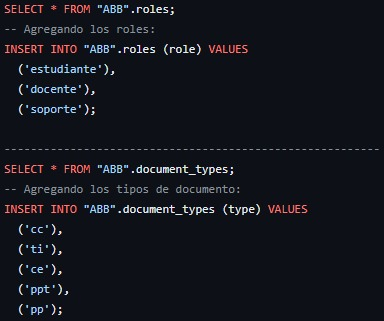 SELECT * FROM "ABB".roles;
-- Agregando los roles:
INSERT INTO "ABB".roles (role) VALUES
  ('estudiante'),
  ('docente'),
  ('soporte');

---------------------------------------------------------
SELECT * FROM "ABB".document_types;
-- Agregando los tipos de documento:
INSERT INTO "ABB".document_types (type) VALUES
  ('cc'),
  ('ti'),
  ('ce'),
  ('ppt'),
  ('pp');